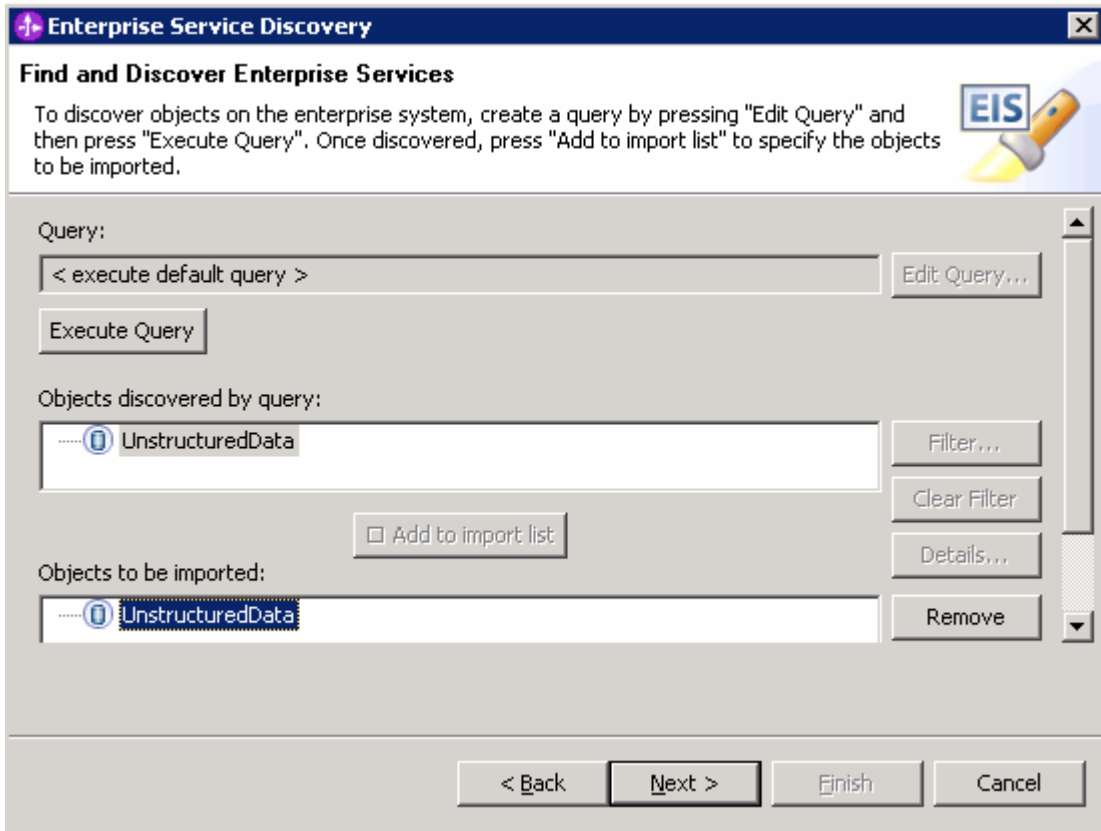 Enterprise Service Discovery
Find and Discover Enterprise Services
To discover objects on the enterprise system, create a query by pressing "Edit Query" and
then press "Execute Query". Once discovered, press "Add to import list" to specify the objects
to be imported.
EIS
Query:
< execute default query >
Edit Query...
Execute Query
Objects discovered by query:
UnstructuredData
Filter...
Clear Filter
Add to import list
Details...
Objects to be imported:
UnstructuredData
Remove
< Back
Next >
Finish
Cancel